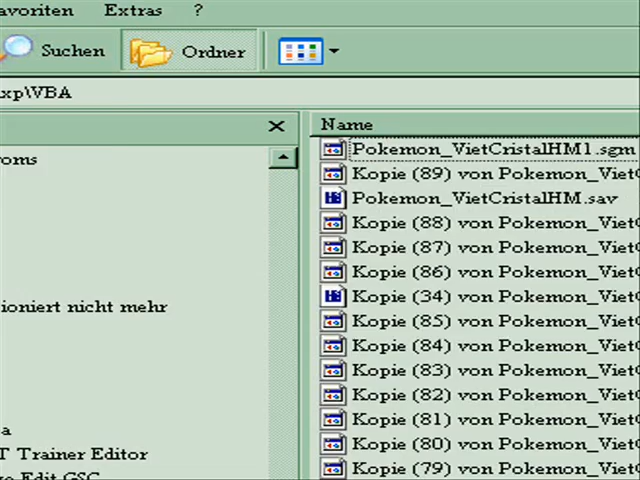 avoriten Extras ?
Suchen Ordner
xp\VBA
Name
oms
Pokemon_VietCristalHM1.sgm
Kopie (89) von Pokemon_Viet
Pokemon_VietCristalHM.sav
Kopie (88) von Pokemon_Viet
Kopie (87) von Pokemon_Viet
Kopie (86) von Pokemon_Viet
ioniert nicht mehr
Kopie (34) von Pokemon_Viet
Kopie (85) von Pokemon_Viet
Kopie (84) von Pokemon_Viet
Kopie (83) von Pokemon_Viet
Kopie (82) von Pokemon_Viet
Kopie (81) von Pokemon_Viet
a
Kopie (80) von Pokemon_Viet
T Trainer Editor
Kopie (79) von Pokemon_Viet
e Edit GSC